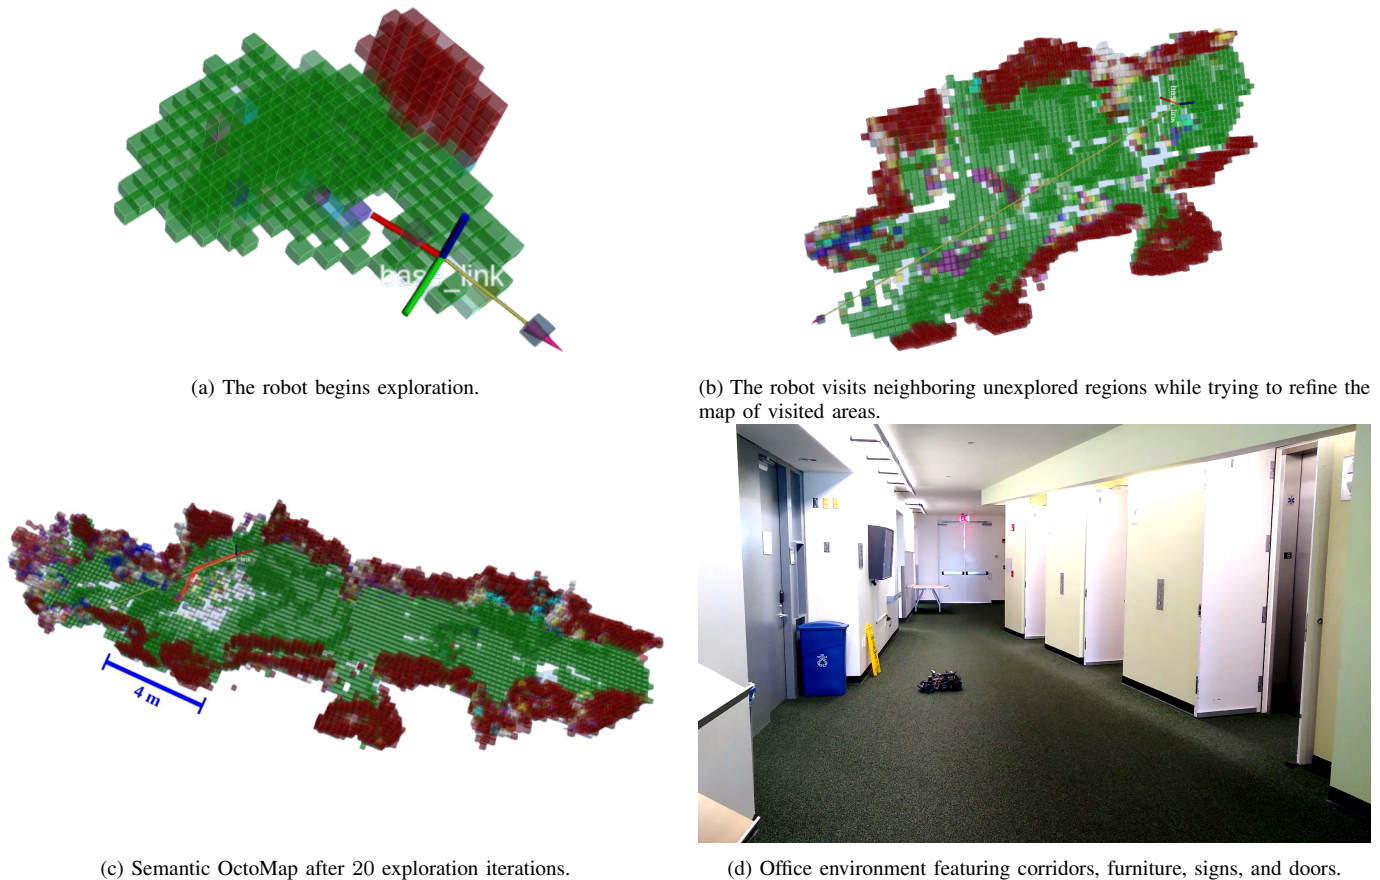 base_link
(a) The robot begins exploration.
base_link
(b) The robot visits neighboring unexplored regions while trying to refine the
map of visited areas.
4 m
(c) Semantic OctoMap after 20 exploration iterations.
(d) Office environment featuring corridors, furniture, signs, and doors.